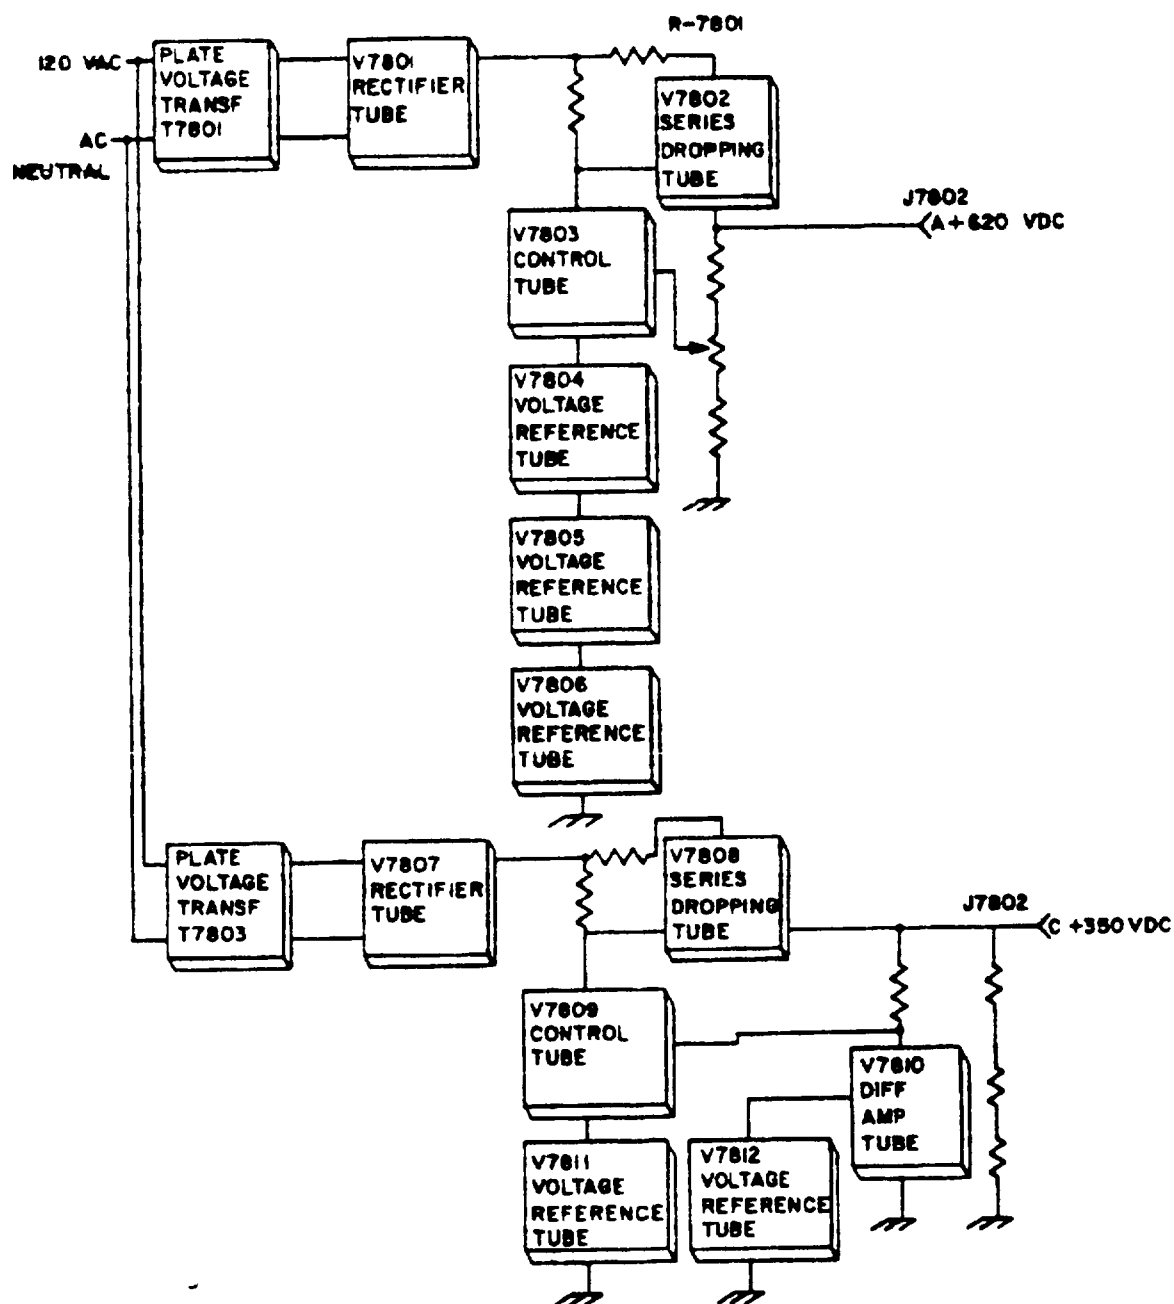 R-7801
120 VAC
PLATE
VOLTAGE
TRANSF
T7801
V7801
RECTIFIER
TUBE
V7802
SERIES
DROPPING
TUBE
AC
NEUTRAL
J7802
A+620 VDC
V7803
CONTROL
TUBE
V7804
VOLTAGE
REFERENCE
TUBE
V7805
VOLTAGE
REFERENCE
TUBE
V7806
VOLTAGE
REFERENCE
TUBE
PLATE
VOLTAGE
TRANSF
T7803
V7807
RECTIFIER
TUBE
V7808
SERIES
DROPPING
TUBE
J7802
C +350 VDC
V7809
CONTROL
TUBE
V7810
DIFF
AMP
TUBE
V7811
VOLTAGE
REFERENCE
TUBE
V7812
VOLTAGE
REFERENCE
TUBE